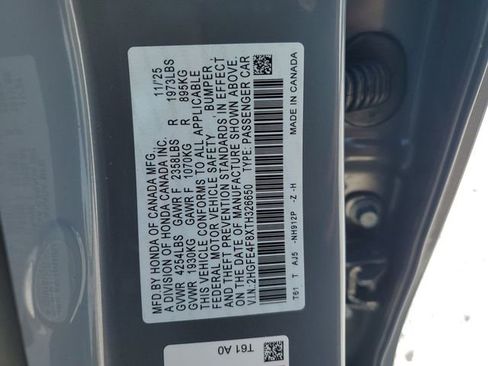 MFD. BY HONDA OF CANADA MFG.
A DIVISION OF HONDA CANADA INC. 11/'25
GVWR 4254LBS GAWR F 2358LBS R 1973LBS
GVWR 1930KG GAWR F 1070KG R 895KG
THIS VEHICLE CONFORMS TO ALL APPLICABLE
FEDERAL MOTOR VEHICLE SAFETY, BUMPER,
THEFT PREVENTION STANDARDS IN EFFECT
ON THE DATE OF MANUFACTURE SHOWN ABOVE.
V.I.N.:2HGFE4F8XTH328650 TYPE: PASSENGER CAR
MADE IN CANADA
T61 T AJ5 -NH912P -Z -H
T61 A0